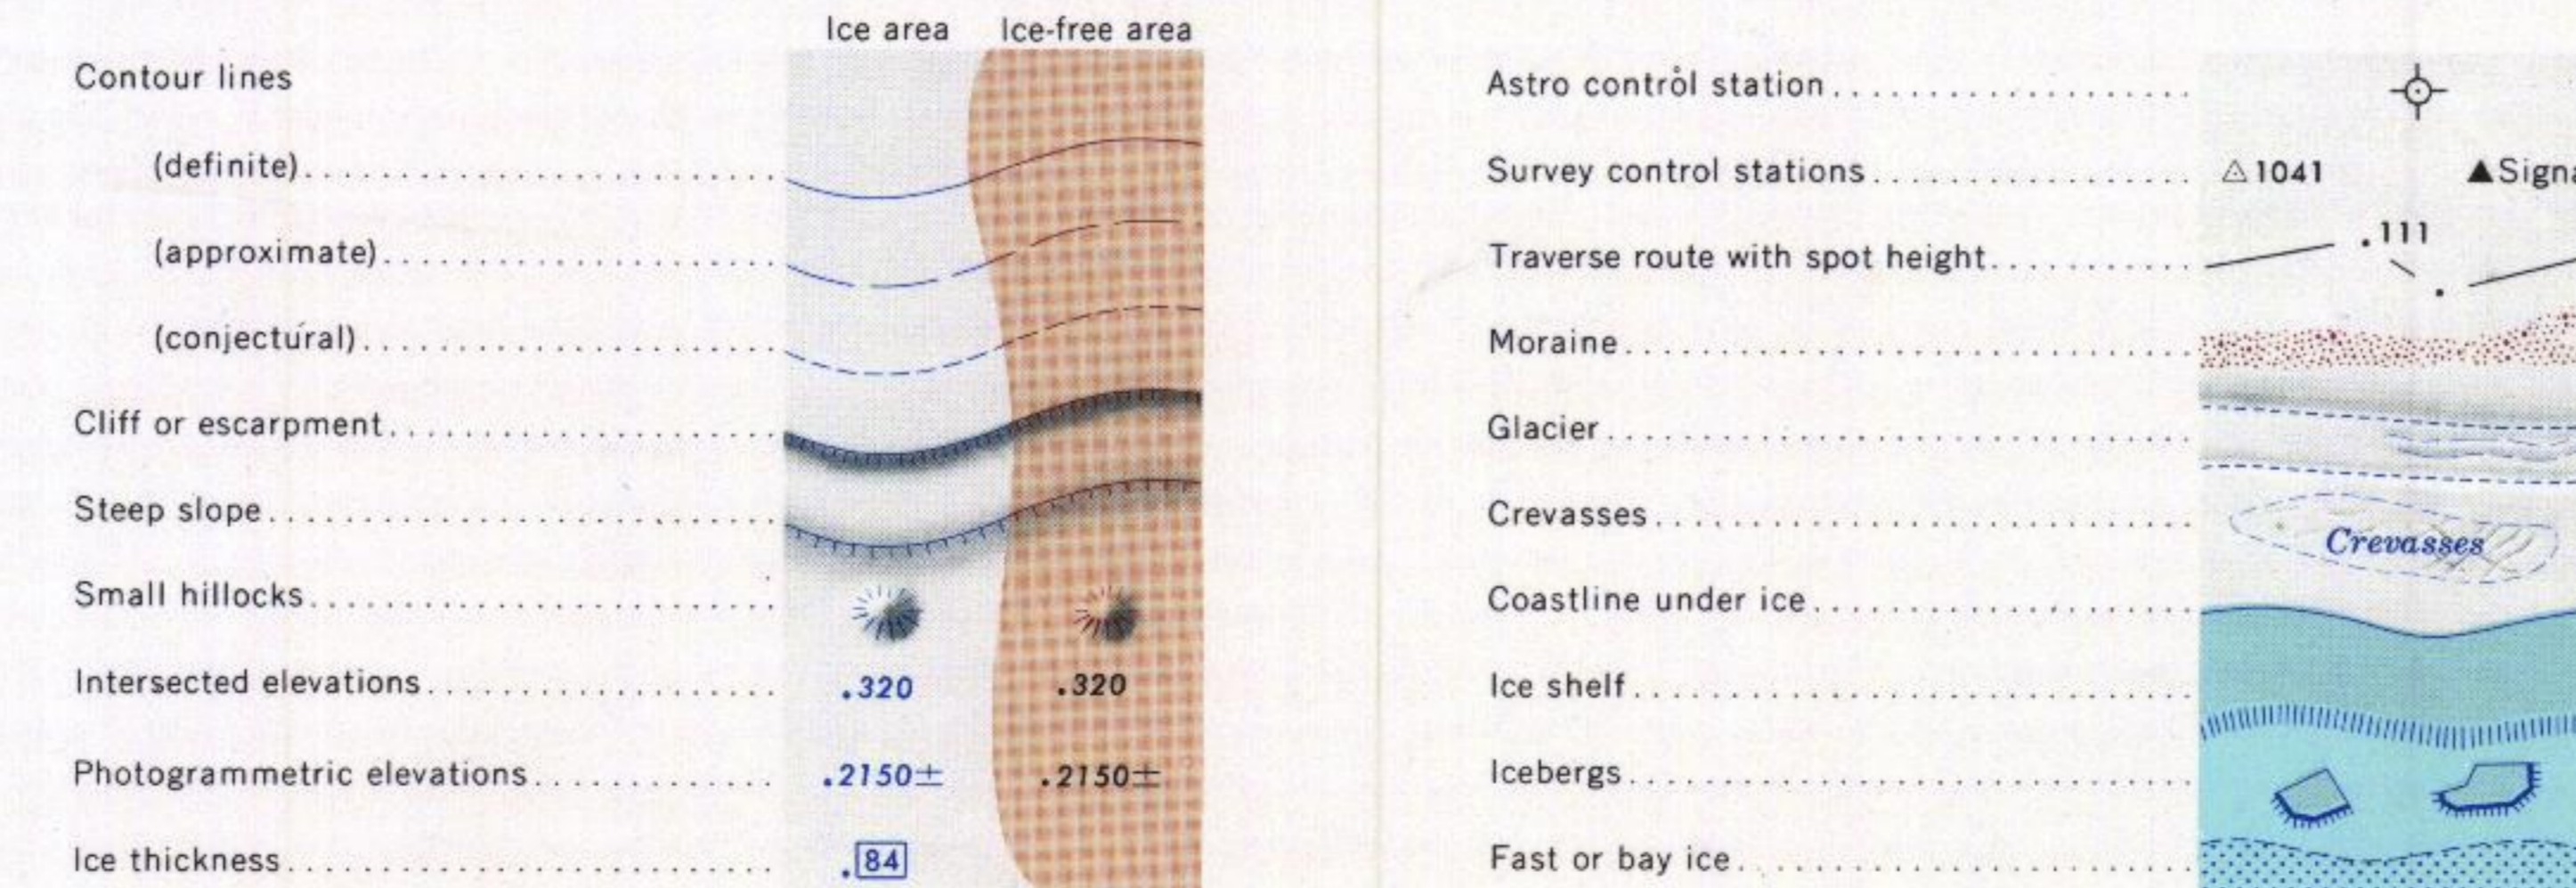 Ice area Ice-free area
Contour lines
(definite)
(approximate)
(conjectural)
Cliff or escarpment
Steep slope
Small hillocks
Intersected elevations .320 .320
Photogrammetric elevations .2150± .2150±
Ice thickness .84
Astro control station
Survey control stations △1041 ▲Signa
Traverse route with spot height .111
Moraine
Glacier
Crevasses Crevasses
Coastline under ice
Ice shelf
Icebergs
Fast or bay ice